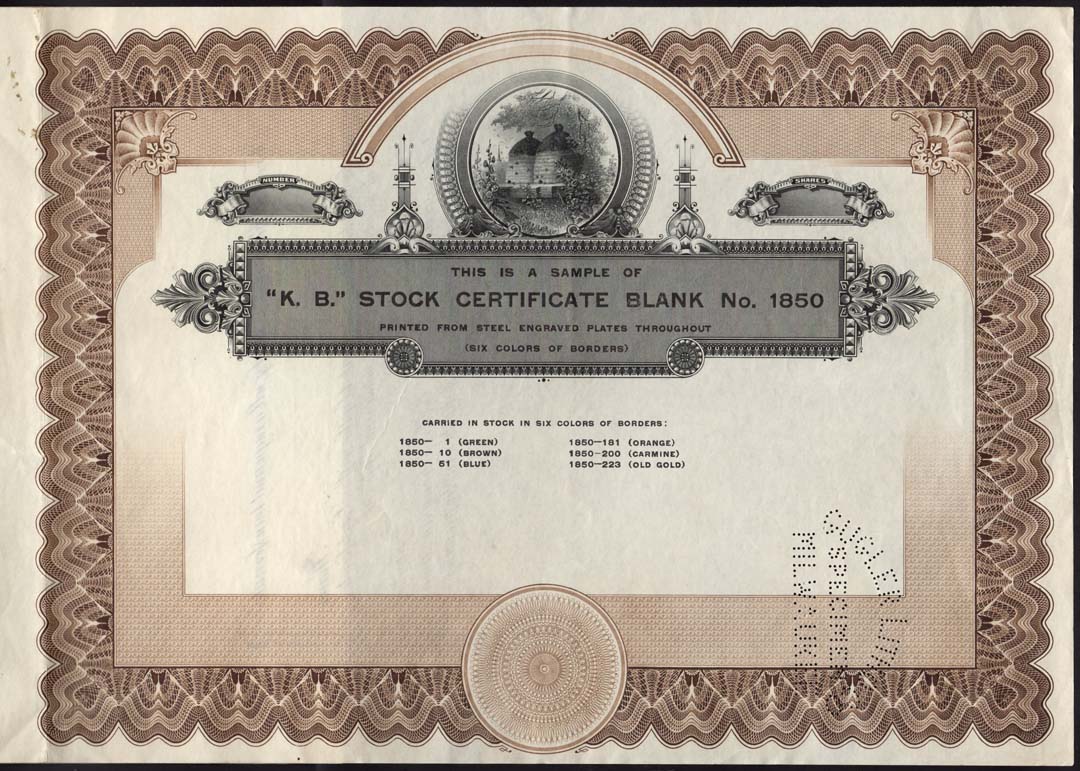 NUMBER
SHARES
THIS IS A SAMPLE OF
"K. B." STOCK CERTIFICATE BLANK No. 1850
PRINTED FROM STEEL ENGRAVED PLATES THROUGHOUT
(SIX COLORS OF BORDERS)
CARRIED IN STOCK IN SIX COLORS OF BORDERS:
1850— 1 (GREEN)
1850— 10 (BROWN)
1850— 51 (BLUE)
1850—181 (ORANGE)
1850-200 (CARMINE)
1850—223 (OLD GOLD)